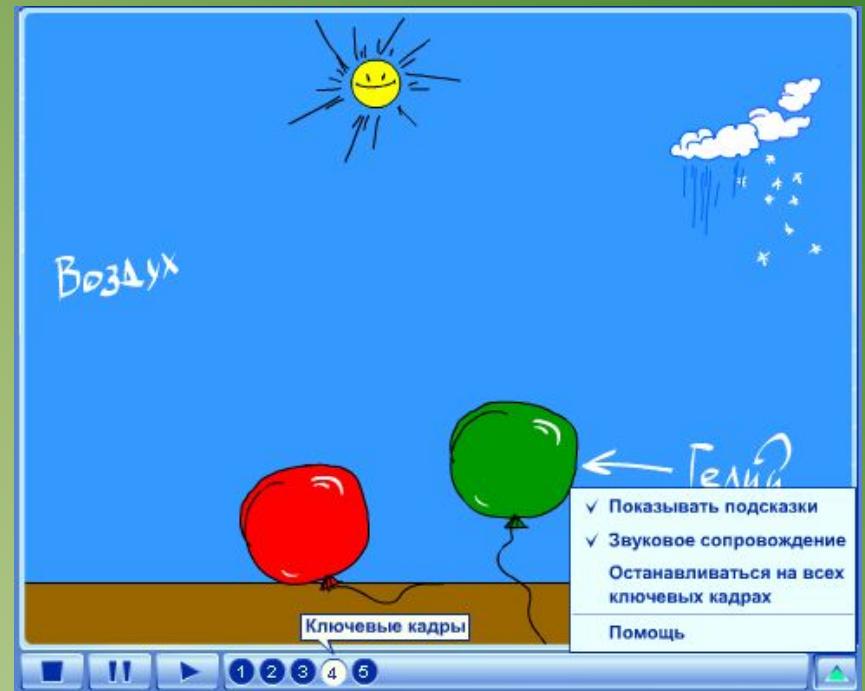 Воздух
Гелий
✓ Показывать подсказки
✓ Звуковое сопровождение
Останавливаться на всех
ключевых кадрах
Помощь
Ключевые кадры
1 2 3 4 5